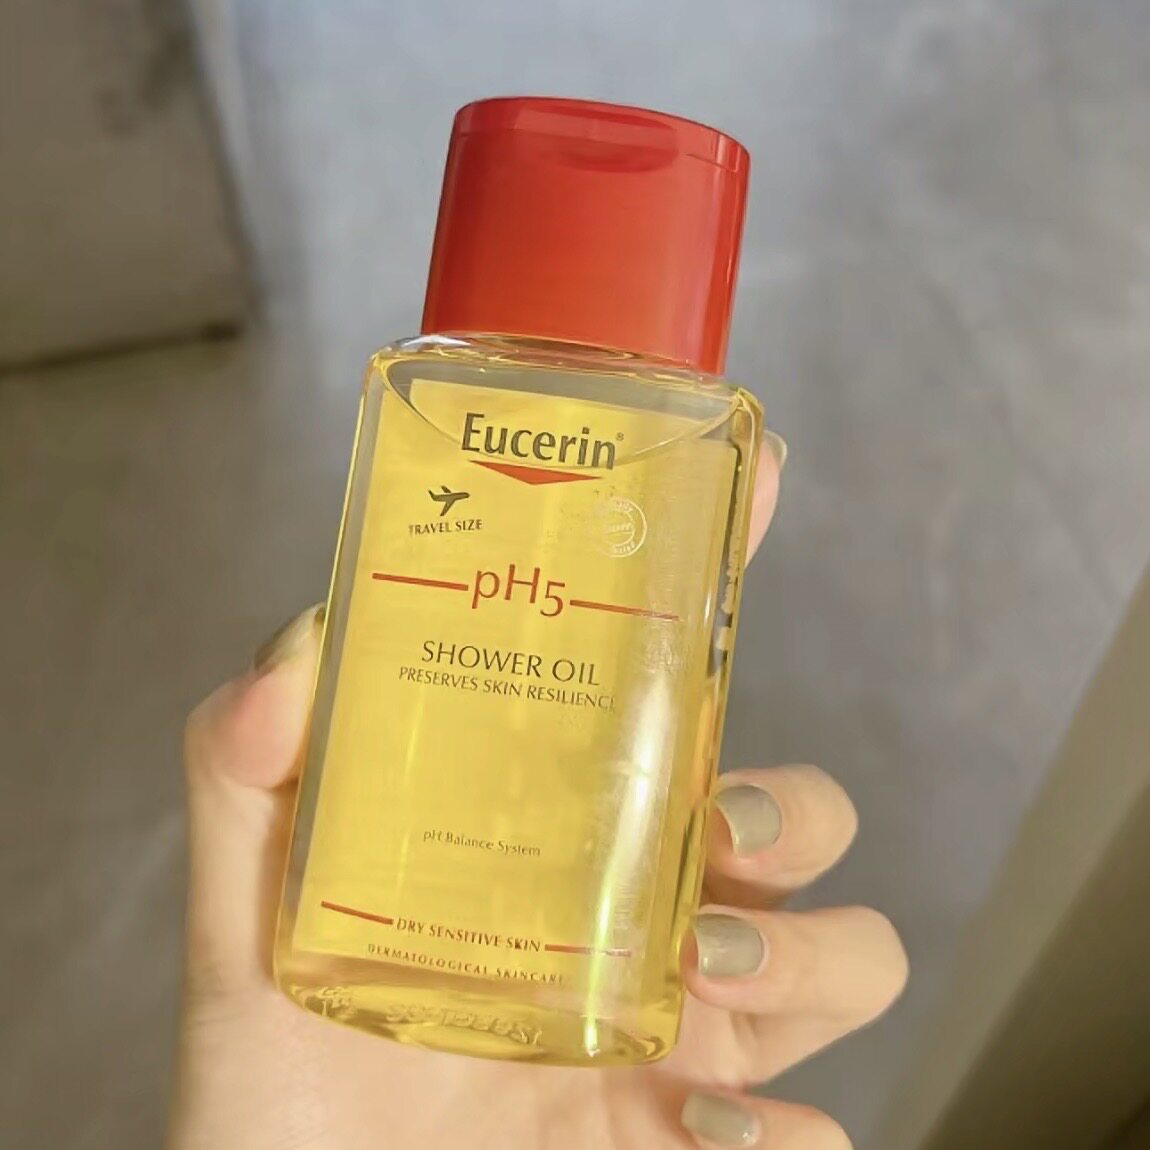 Eucerin®
TRAVEL SIZE
pH5
SHOWER OIL
PRESERVES SKIN RESILIENCE
pH Balance System
DRY SENSITIVE SKIN
DERMATOLOGICAL SKINCARE